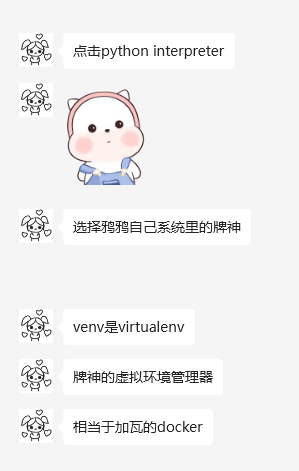 点击python interpreter
选择鸦鸦自己系统里的牌神
venv是virtualenv
牌神的虚拟环境管理器
相当于加瓦的docker